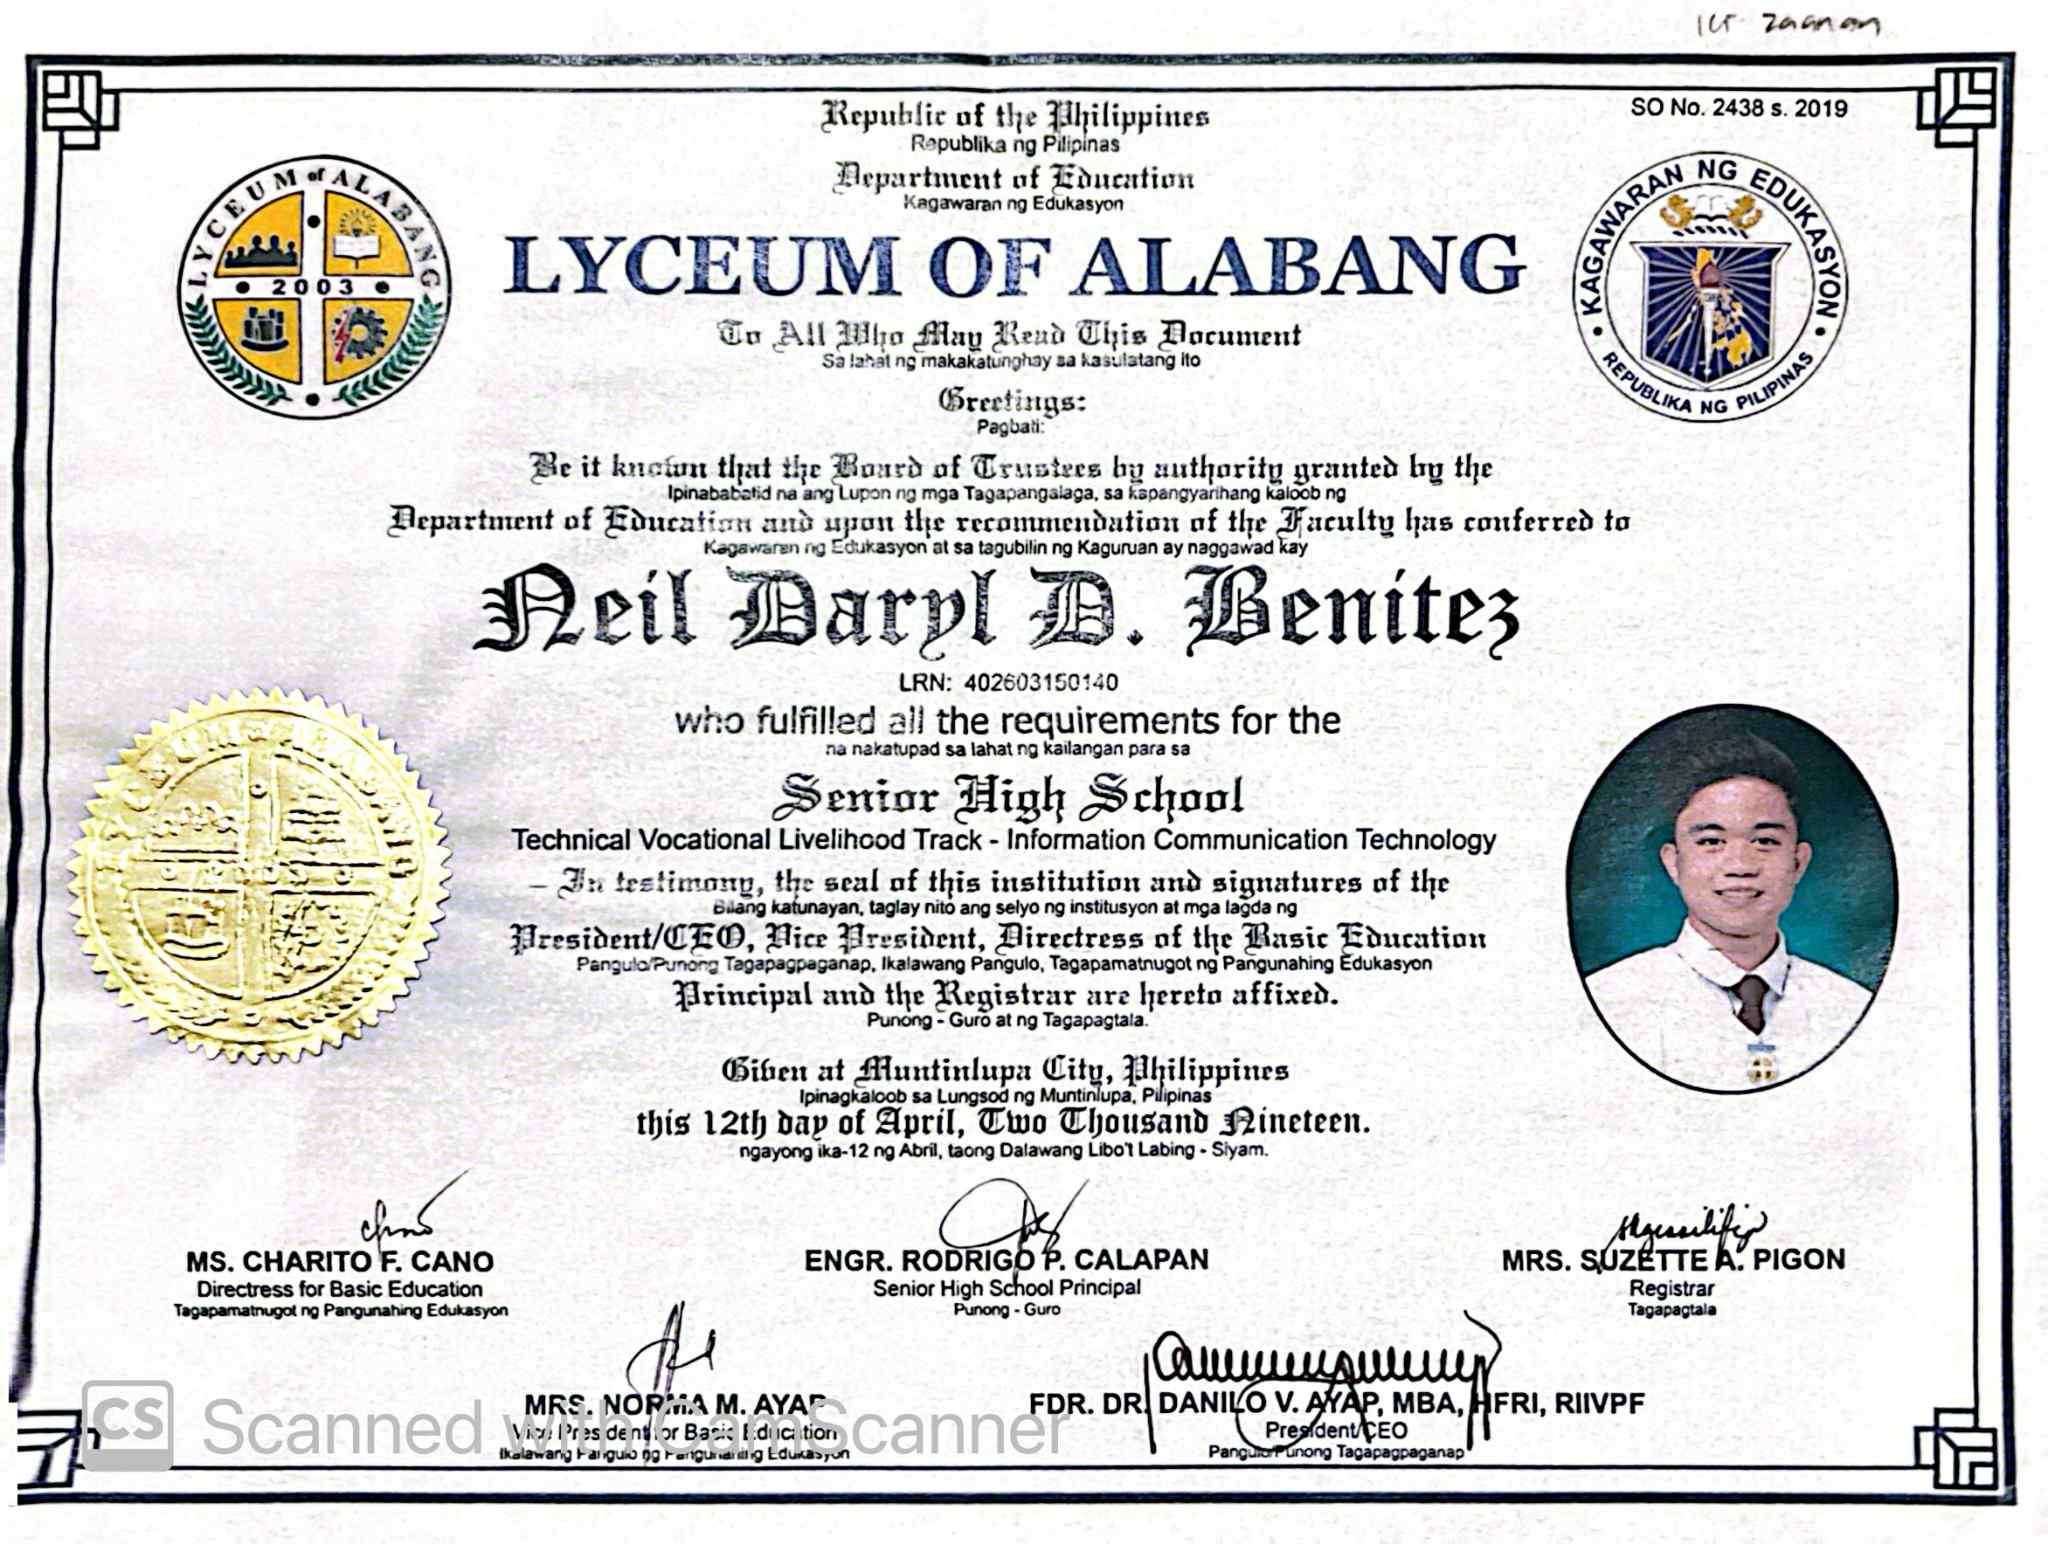 SO No. 2438 s. 2019
Republic of the Philippines
Republika ng Pilipinas
Department of Education
Kagawaran ng Edukasyon
LYCEUM of ALABANG
2003
KAGAWARAN NG EDUKASYON
REPUBLIKA NG PILIPINAS
LYCEUM OF ALABANG
To All Who May Read This Document
Sa lahat ng makakatunghay sa kasulatang ito
Greetings:
Pagbati:
Be it known that the Board of Trustees by authority granted by the
Ipinababatid na ang Lupon ng mga Tagapangalaga, sa kapangyarihang kaloob ng
Department of Education and upon the recommendation of the Faculty has conferred to
Kagawaran ng Edukasyon at sa tagubilin ng Kaguruan ay naggawad kay
Neil Daryl D. Benitez
LRN: 402603150140
who fulfilled all the requirements for the
na nakatupad sa lahat ng kailangan para sa
Senior High School
Technical Vocational Livelihood Track - Information Communication Technology
In testimony, the seal of this institution and signatures of the
Bilang katunayan, taglay nito ang selyo ng institusyon at mga lagda ng
President/CEO, Vice President, Directress of the Basic Education
Pangulo/Punong Tagapagpaganap, Ikalawang Pangulo, Tagapamatnugot ng Pangunahing Edukasyon
Principal and the Registrar are hereto affixed.
Punong - Guro at ng Tagapagtala.
Given at Muntinlupa City, Philippines
Ipinagkaloob sa Lungsod ng Muntinlupa, Pilipinas
this 12th day of April, Two Thousand Nineteen.
ngayong ika-12 ng Abril, taong Dalawang Libo't Labing - Siyam.
MS. CHARITO F. CANO
Directress for Basic Education
Tagapamatnugot ng Pangunahing Edukasyon
ENGR. RODRIGO P. CALAPAN
Senior High School Principal
Punong - Guro
MRS. SUZETTE A. PIGON
Registrar
Tagapagtala
MRS. NORMA M. AYAP
Vice President for Basic Education
Ikalawang Pangulo ng Pangunahing Edukasyon
FDR. DR. DANILO V. AYAP, MBA, HFRI, RIIVPF
President/CEO
Pangulo/Punong Tagapagpaganap
CS Scanned with CamScanner